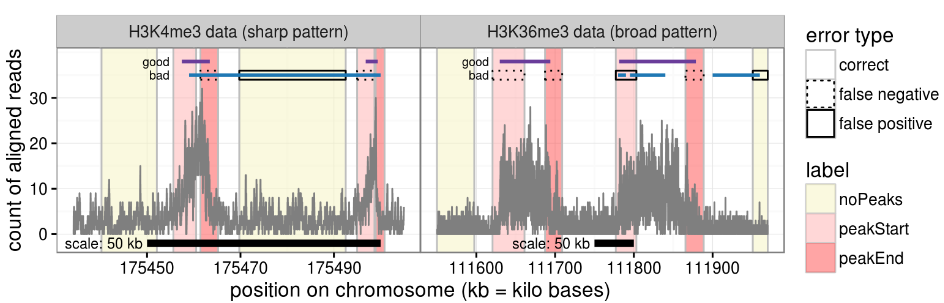 H3K4me3 data (sharp pattern)
H3K36me3 data (broad pattern)
count of aligned reads
30
20
10
0
good
bad
good
bad
scale: 50 kb
scale: 50 kb
175450
175470
175490
111600
111700
111800
111900
position on chromosome (kb = kilo bases)
error type
correct
false negative
false positive
label
noPeaks
peakStart
peakEnd